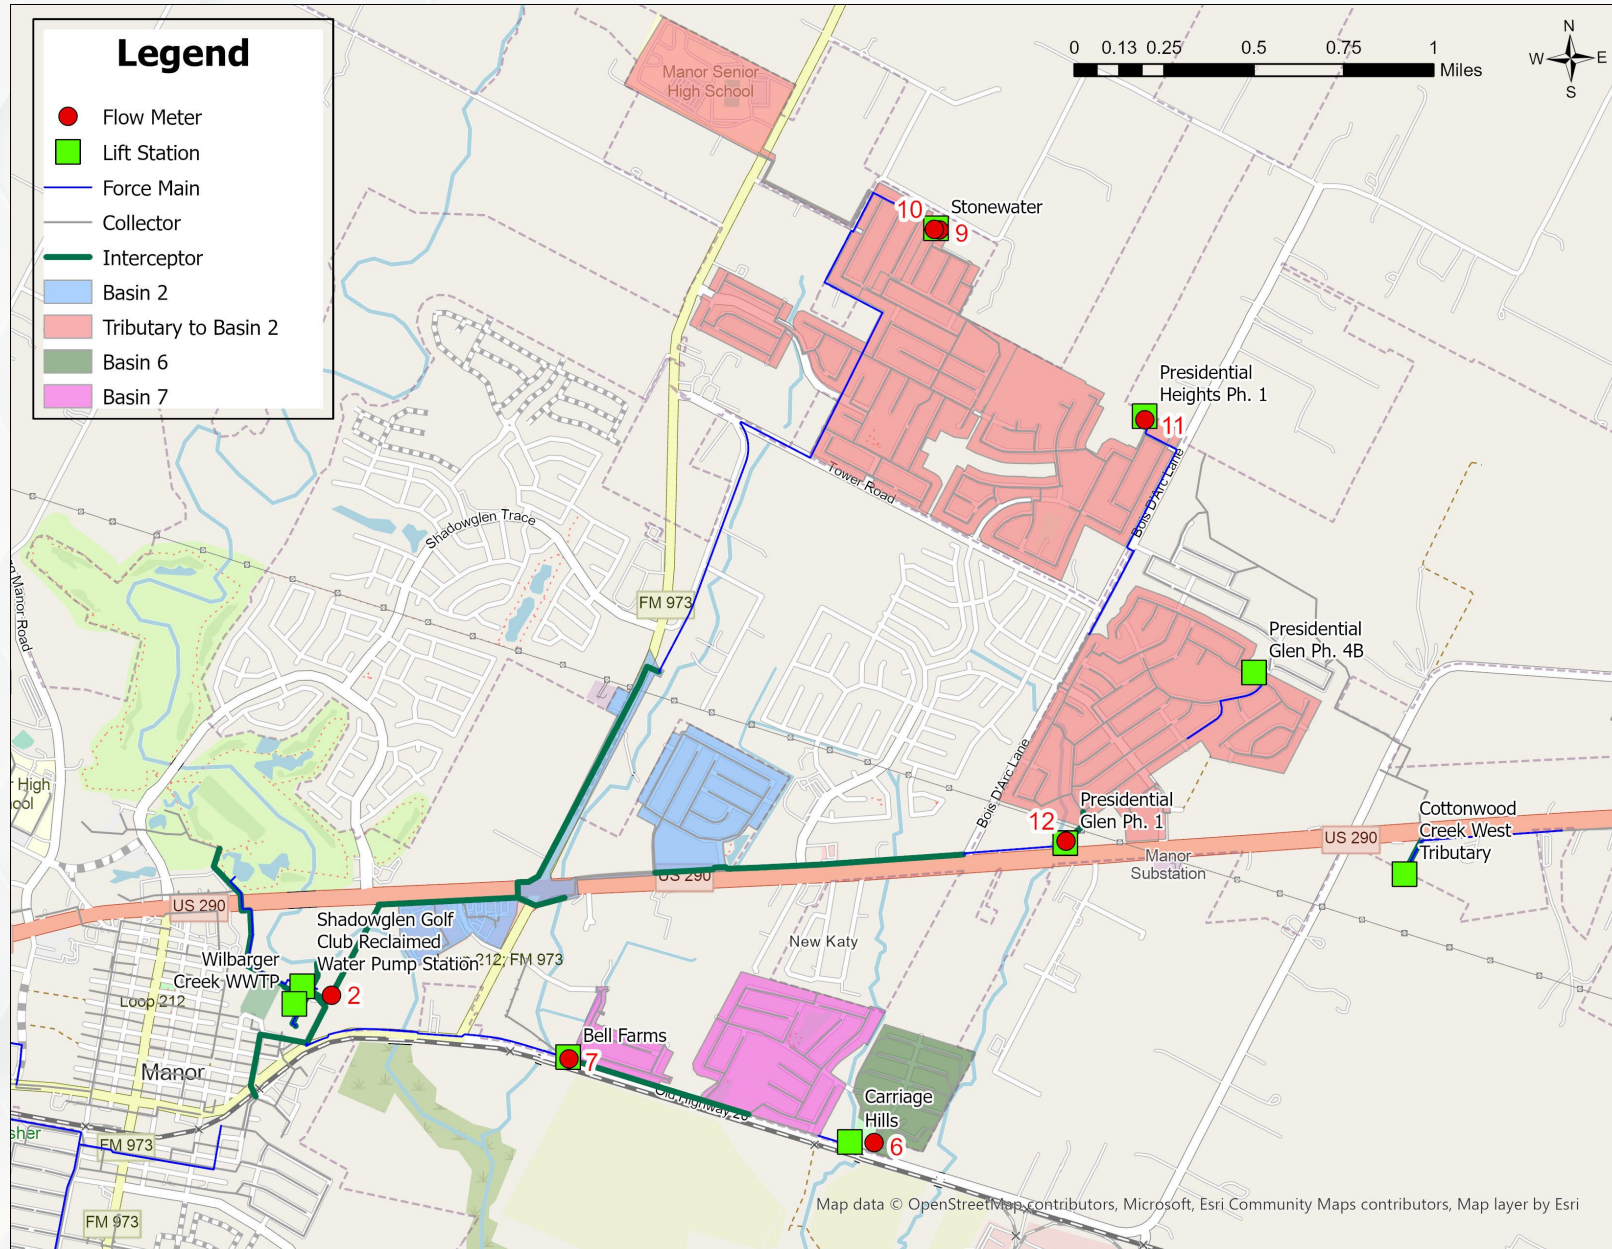 Legend
Flow Meter
Lift Station
Force Main
Collector
Interceptor
Basin 2
Tributary to Basin 2
Basin 6
Basin 7
0 0.13 0.25 0.5 0.75 1
Miles
N
W E
S
Manor Senior
High School
10
Stonewater
9
Presidential
Heights Ph. 1
11
Tower Road
Bois D'Arc Lane
Shadowglen Trace
Manor Road
FM 973
Presidential
Glen Ph. 4B
Bois D'Arc Lane
High
Presidential
Glen Ph. 1
12
Cottonwood
Creek West
Tributary
US 290
Manor
Substation
US 290
US 290
Shadowglen Golf
Club Reclaimed
Water Pump Station
212; FM 973
New Katy
Wilbarger
Creek WWTP
Loop 212
2
Bell Farms
7
Manor
Old Highway 20
Carriage
Hills
6
FM 973
sher
FM 973
Map data © OpenStreetMap contributors, Microsoft, Esri Community Maps contributors, Map layer by Esri